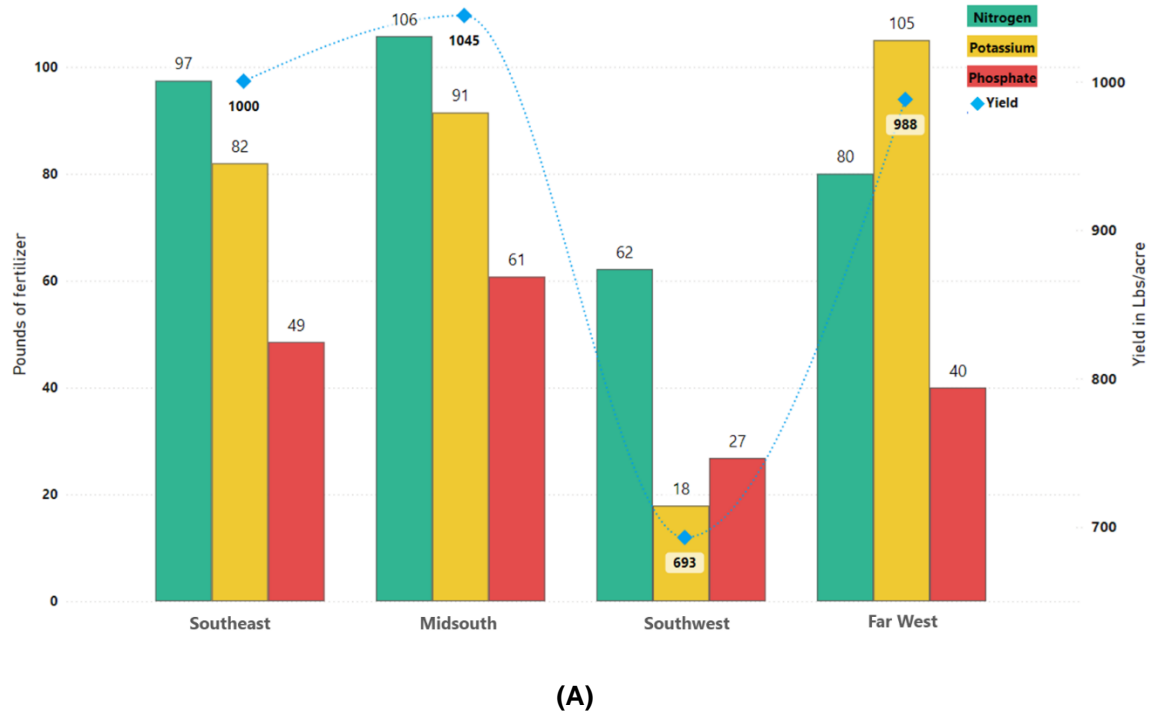 106
105
97
1045
1000
91
988
82
80
62
61
49
40
27
18
693
Nitrogen
Potassium
Phosphate
Yield
Pounds of fertilizer
100
80
60
40
20
0
Yield in Lbs/acre
1000
900
800
700
Southeast
Midsouth
Southwest
Far West
(A)